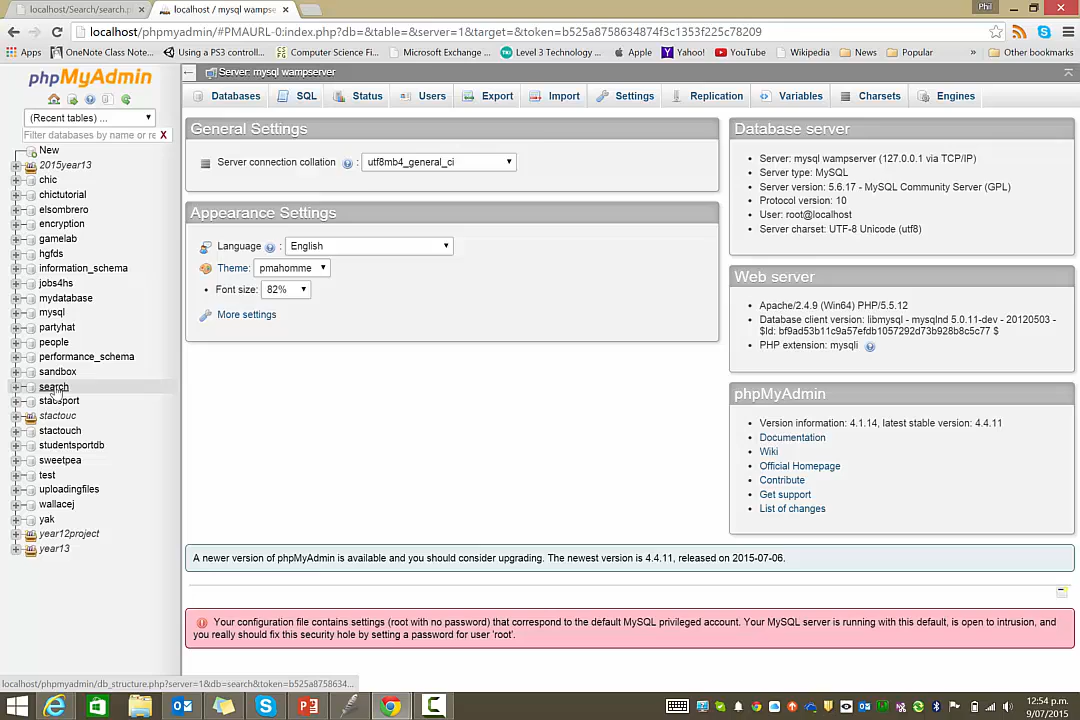 localhost/Search/search.p
localhost / mysql wampse
Phil
localhost/phpmyadmin/#PMAURL-0:index.php?db=&table=&server=1&target=&token=b525a8758634874f3c1353f225c78209
Apps
OneNote Class Note...
Using a PS3 controll...
Computer Science Fi...
Microsoft Exchange ...
Level 3 Technology ...
Apple
Yahoo!
YouTube
Wikipedia
News
Popular
»
Other bookmarks
phpMyAdmin
Server: mysql wampserver
Databases
SQL
Status
Users
Export
Import
Settings
Replication
Variables
Charsets
Engines
(Recent tables) ...
Filter databases by name or re X
New
2015year13
chic
chictutorial
elsombrero
encryption
gamelab
hgfds
information_schema
jobs4hs
mydatabase
mysql
partyhat
people
performance_schema
sandbox
search
stacsport
stactouc
stactouch
studentsportdb
sweetpea
test
uploadingfiles
wallacej
yak
year12project
year13
General Settings
Server connection collation : utf8mb4_general_ci
Appearance Settings
Language : English
Theme: pmahomme
Font size: 82%
More settings
Database server
Server: mysql wampserver (127.0.0.1 via TCP/IP)
Server type: MySQL
Server version: 5.6.17 - MySQL Community Server (GPL)
Protocol version: 10
User: root@localhost
Server charset: UTF-8 Unicode (utf8)
Web server
Apache/2.4.9 (Win64) PHP/5.5.12
Database client version: libmysql - mysqlnd 5.0.11-dev - 20120503 -
$Id: bf9ad53b11c9a57efdb1057292d73b928b8c5c77 $
PHP extension: mysqli
phpMyAdmin
Version information: 4.1.14, latest stable version: 4.4.11
Documentation
Wiki
Official Homepage
Contribute
Get support
List of changes
A newer version of phpMyAdmin is available and you should consider upgrading. The newest version is 4.4.11, released on 2015-07-06.
Your configuration file contains settings (root with no password) that correspond to the default MySQL privileged account. Your MySQL server is running with this default, is open to intrusion, and
you really should fix this security hole by setting a password for user 'root'.
localhost/phpmyadmin/db_structure.php?server=1&db=search&token=b525a8758634...
12:54 p.m.
9/07/2015